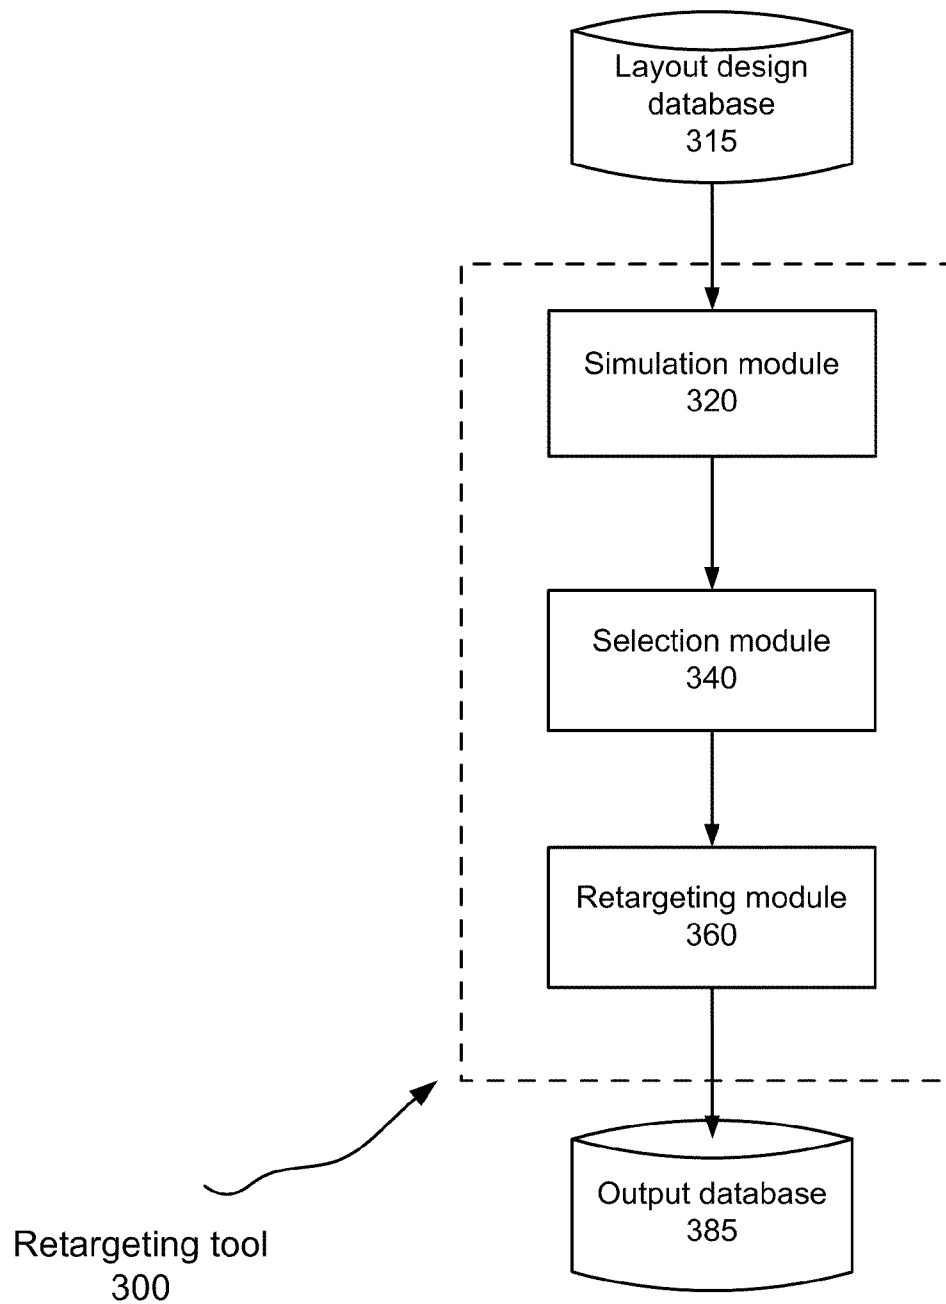 Layout design
database
315
Simulation module
320
Selection module
340
Retargeting module
360
Output database
385
Retargeting tool
300